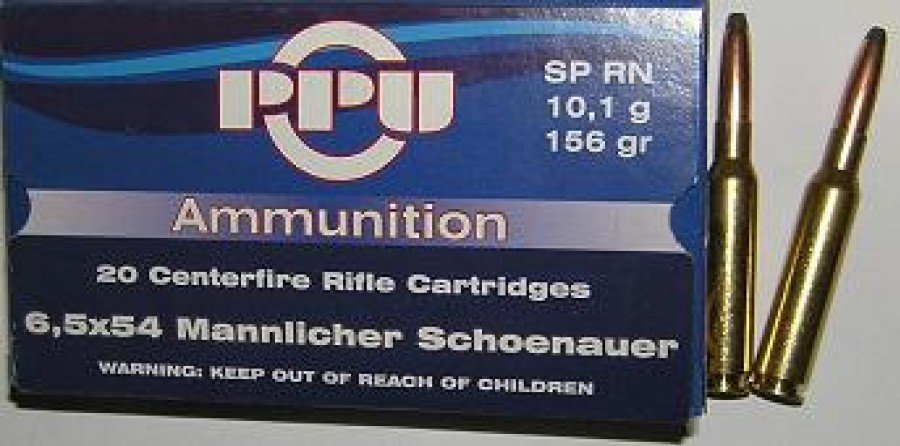 PPU
SP RN
10,1 g
156 gr
Ammunition
20 Centerfire Rifle Cartridges
6,5x54 Mannlicher Schoenauer
WARNING: KEEP OUT OF REACH OF CHILDREN